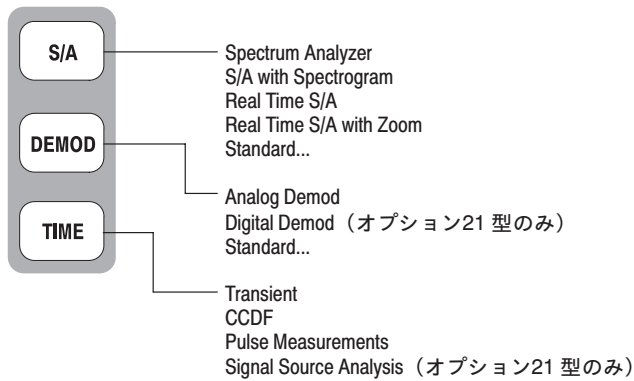 S/A
Spectrum Analyzer
S/A with Spectrogram
Real Time S/A
Real Time S/A with Zoom
Standard...
DEMOD
Analog Demod
Digital Demod（オプション21 型のみ）
Standard...
TIME
Transient
CCDF
Pulse Measurements
Signal Source Analysis（オプション21 型のみ）